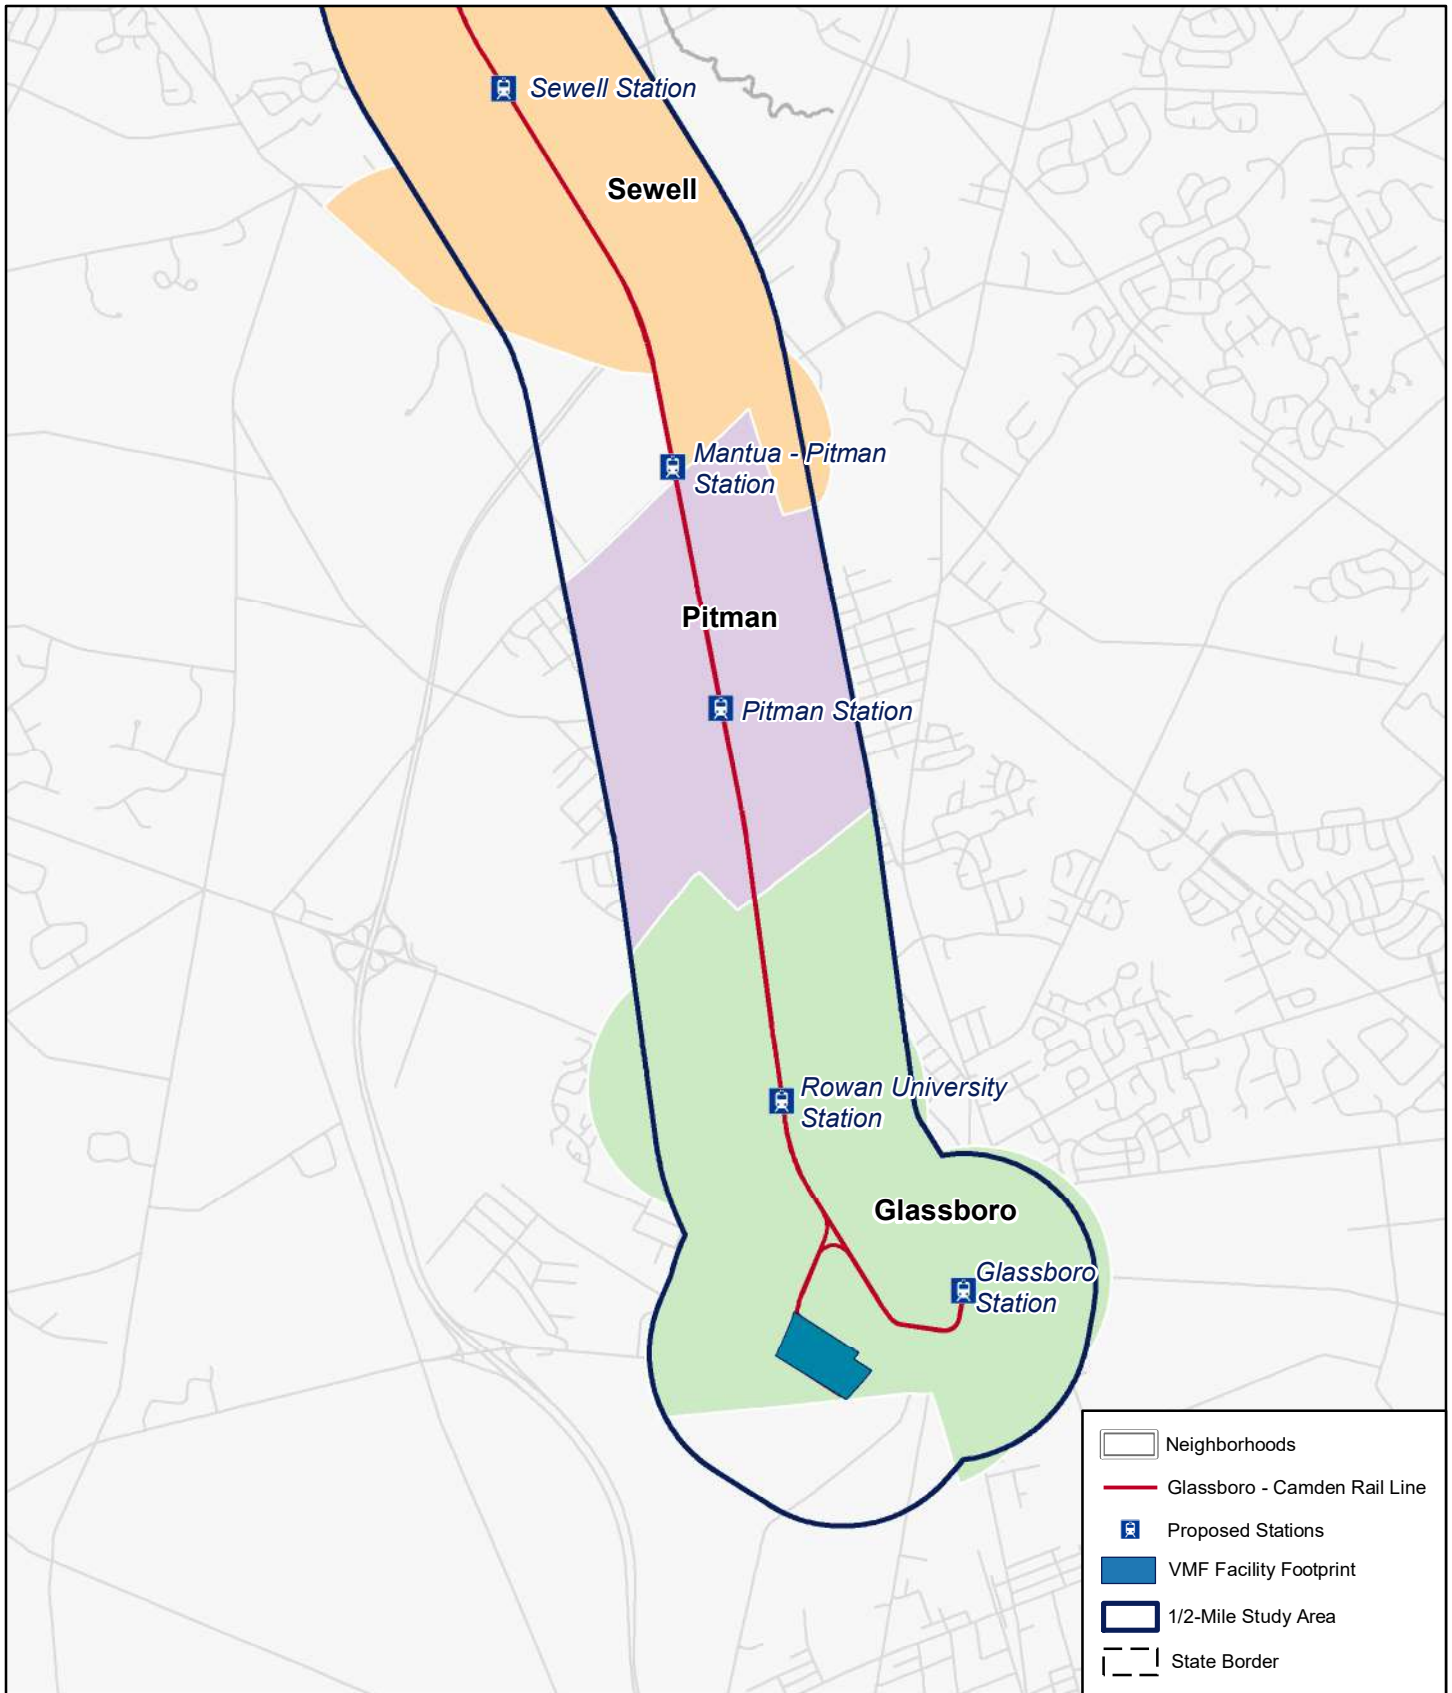 Sewell Station
Sewell
Mantua - Pitman
Station
Pitman
Pitman Station
Rowan University
Station
Glassboro
Glassboro
Station
Neighborhoods
Glassboro - Camden Rail Line
Proposed Stations
VMF Facility Footprint
1/2-Mile Study Area
State Border